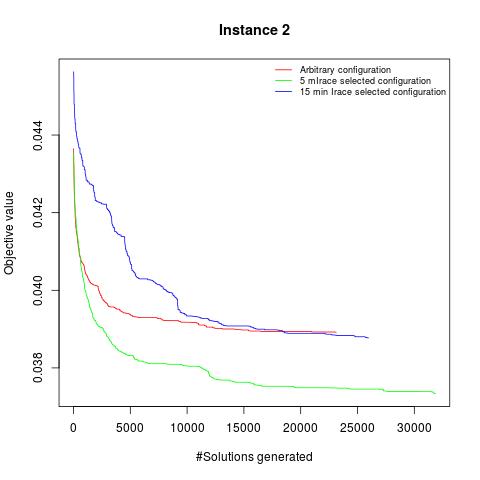 Instance 2
Arbitrary configuration
5 mIrace selected configuration
15 min Irace selected configuration
Objective value
0.044
0.042
0.040
0.038
0
5000
10000
15000
20000
25000
30000
#Solutions generated